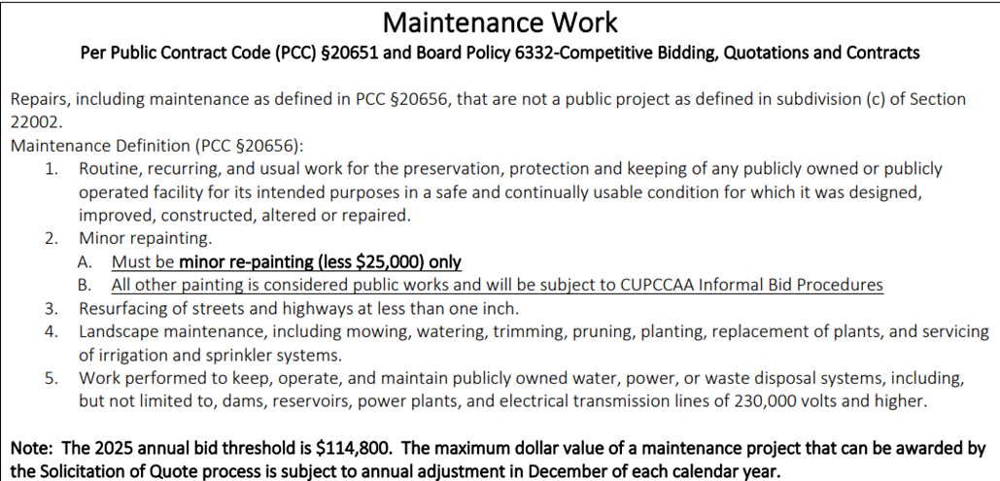 Maintenance Work
Per Public Contract Code (PCC) §20651 and Board Policy 6332-Competitive Bidding, Quotations and Contracts
Repairs, including maintenance as defined in PCC §20656, that are not a public project as defined in subdivision (c) of Section
22002.
Maintenance Definition (PCC §20656):
1. Routine, recurring, and usual work for the preservation, protection and keeping of any publicly owned or publicly
operated facility for its intended purposes in a safe and continually usable condition for which it was designed,
improved, constructed, altered or repaired.
2. Minor repainting.
A. Must be minor re-painting (less $25,000) only
B. All other painting is considered public works and will be subject to CUPCCAA Informal Bid Procedures
3. Resurfacing of streets and highways at less than one inch.
4. Landscape maintenance, including mowing, watering, trimming, pruning, planting, replacement of plants, and servicing
of irrigation and sprinkler systems.
5. Work performed to keep, operate, and maintain publicly owned water, power, or waste disposal systems, including,
but not limited to, dams, reservoirs, power plants, and electrical transmission lines of 230,000 volts and higher.
Note: The 2025 annual bid threshold is $114,800. The maximum dollar value of a maintenance project that can be awarded by
the Solicitation of Quote process is subject to annual adjustment in December of each calendar year.